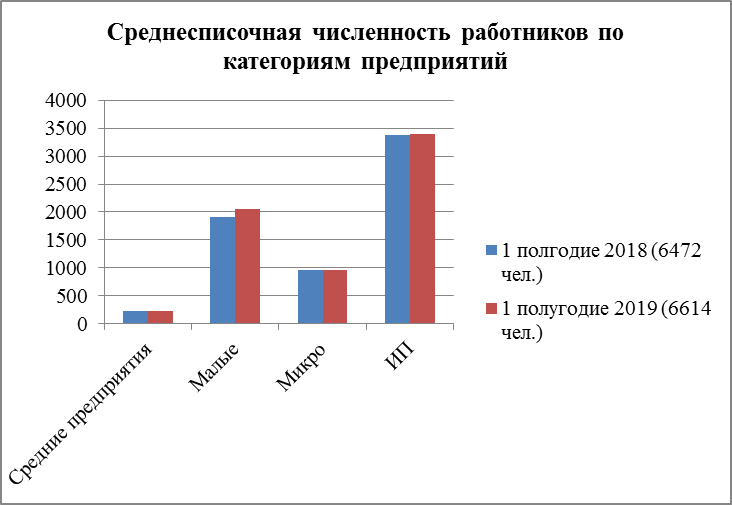 Среднесписочная численность работников по
категориям предприятий
4000
3500
3000
2500
2000
1500
1000
500
0
Средние предприятия
Малые
Микро
ИП
1 полгодие 2018 (6472
чел.)
1 полугодие 2019 (6614
чел.)